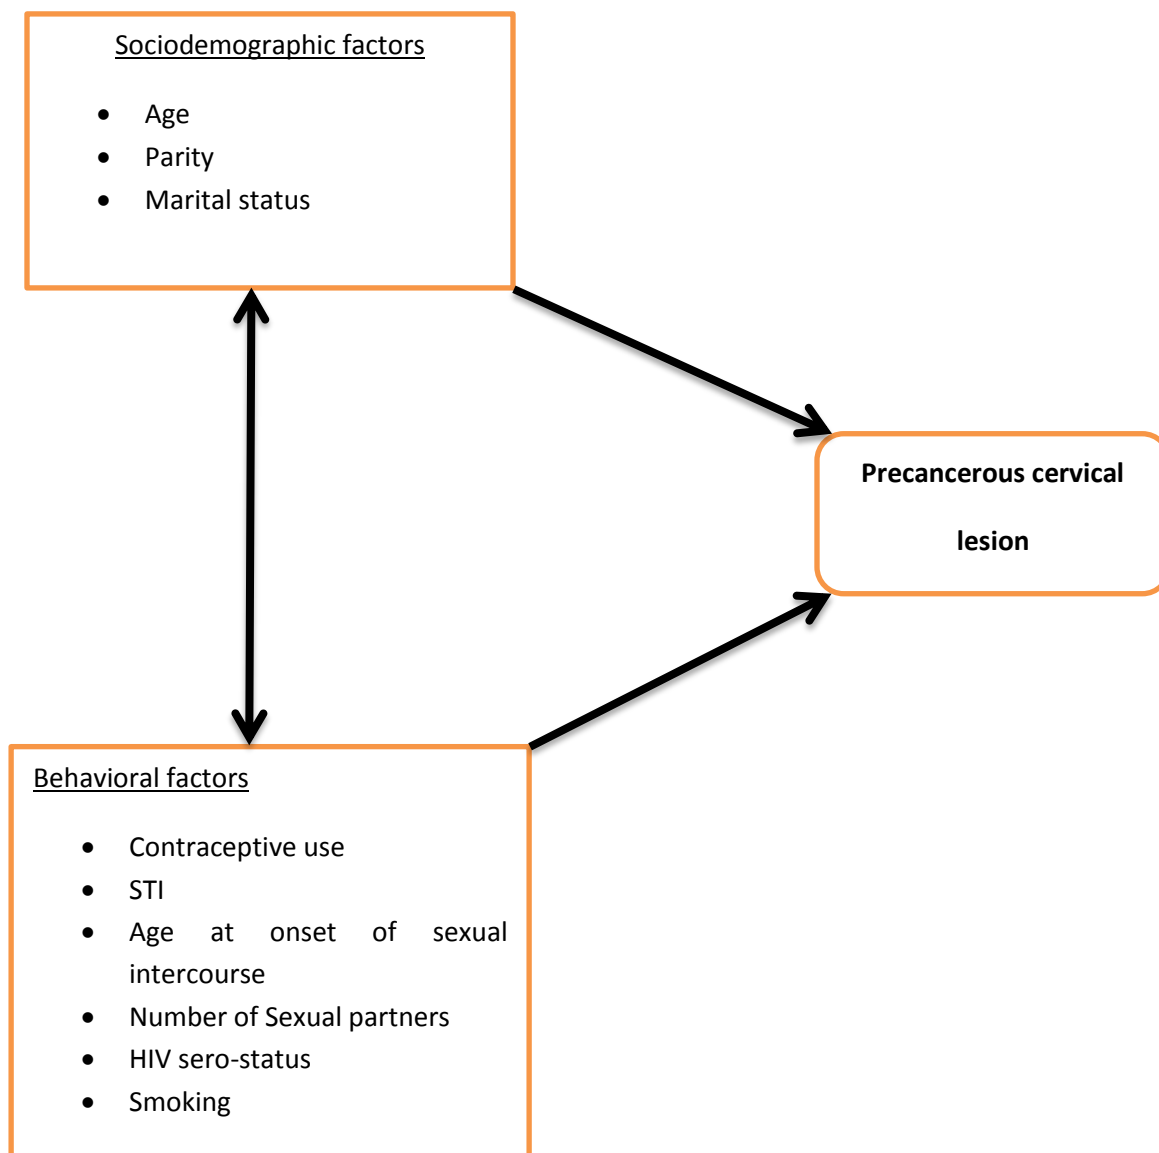 Sociodemographic factors
• Age
• Parity
• Marital status
Precancerous cervical
lesion
Behavioral factors
• Contraceptive use
• STI
• Age at onset of sexual
intercourse
• Number of Sexual partners
• HIV sero-status
• Smoking